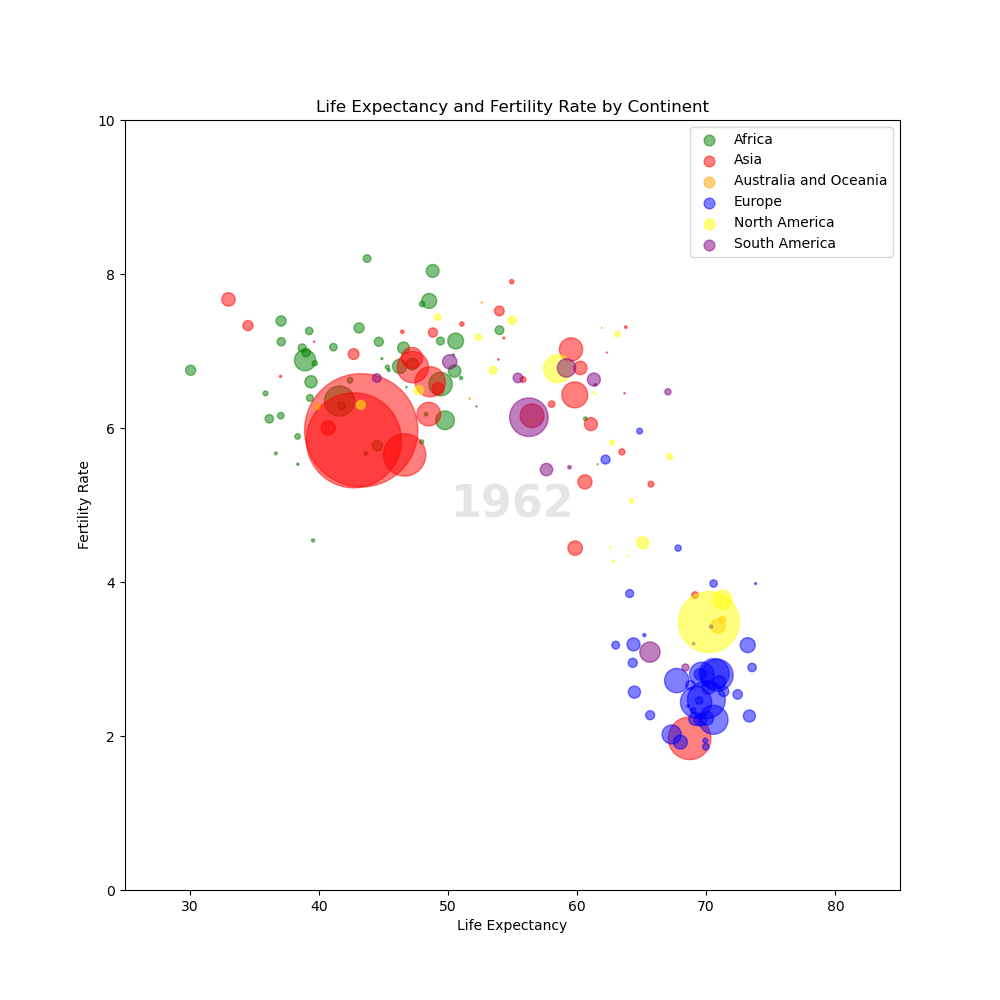 Life Expectancy and Fertility Rate by Continent
10
8
6
4
2
0
Fertility Rate
Africa
Asia
Australia and Oceania
Europe
North America
South America
1962
30 40 50 60 70 80
Life Expectancy